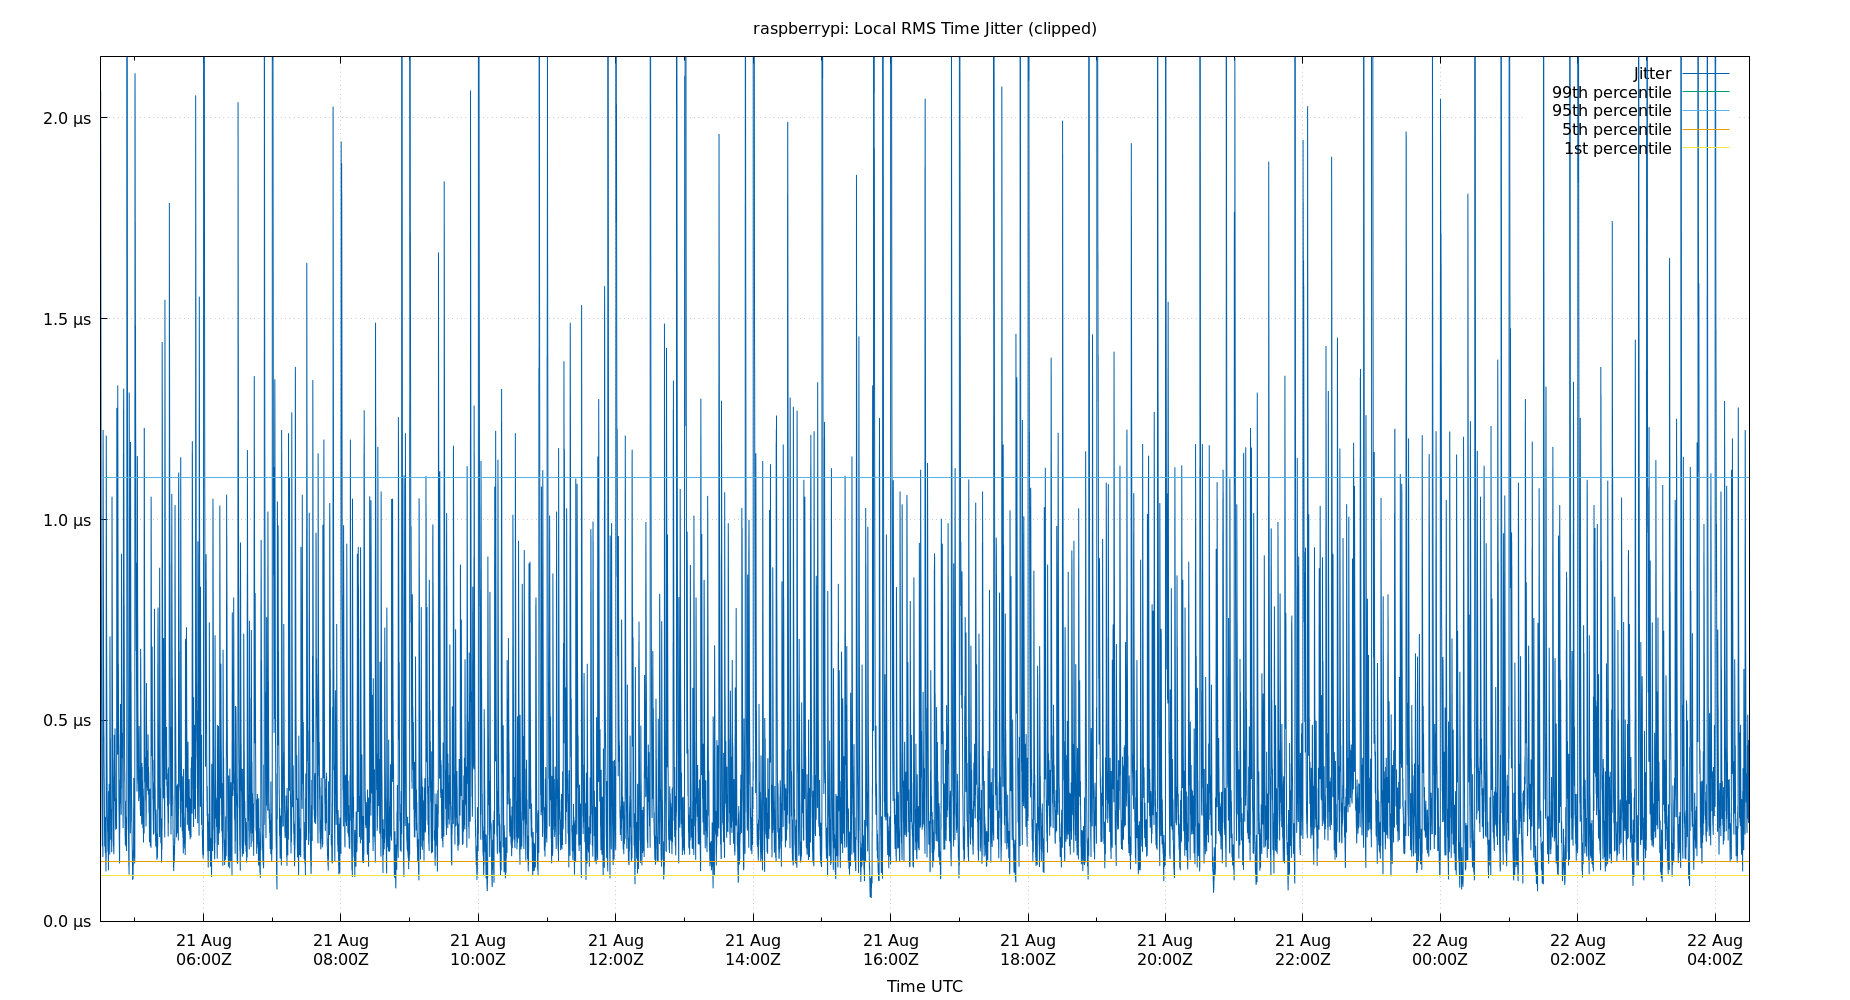 raspberrypi: Local RMS Time Jitter (clipped)
Jitter
99th percentile
95th percentile
5th percentile
1st percentile
2.0 µs
1.5 µs
1.0 µs
0.5 µs
0.0 µs
21 Aug 21 Aug 21 Aug 21 Aug 21 Aug 21 Aug 21 Aug 21 Aug 21 Aug 22 Aug 22 Aug 22 Aug
06:00Z 08:00Z 10:00Z 12:00Z 14:00Z 16:00Z 18:00Z 20:00Z 22:00Z 00:00Z 02:00Z 04:00Z
Time UTC